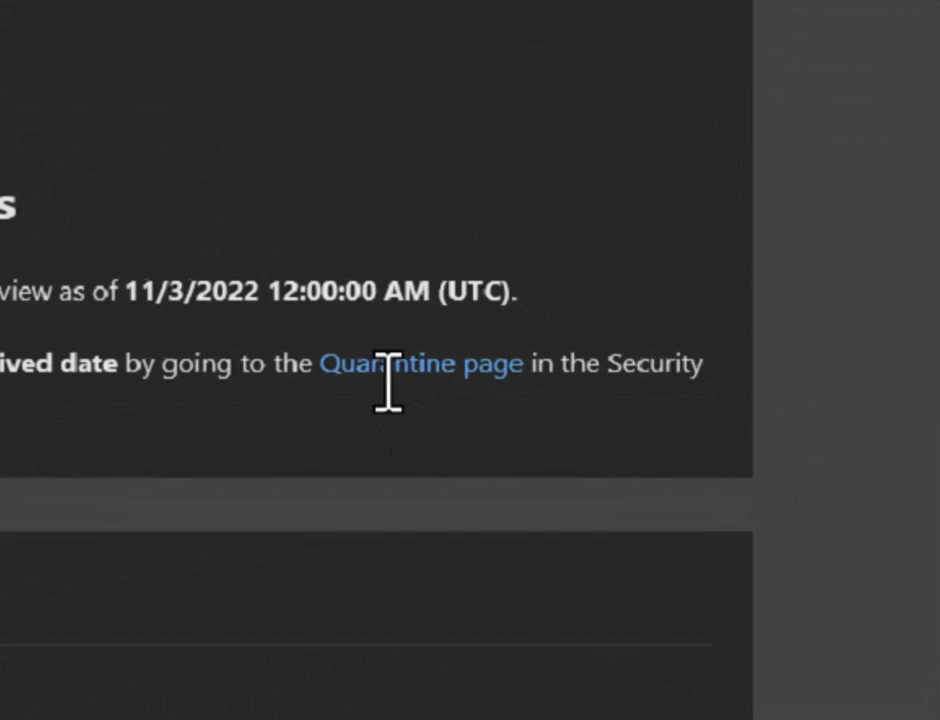 s
view as of 11/3/2022 12:00:00 AM (UTC).
ived date by going to the Quarantine page in the Security